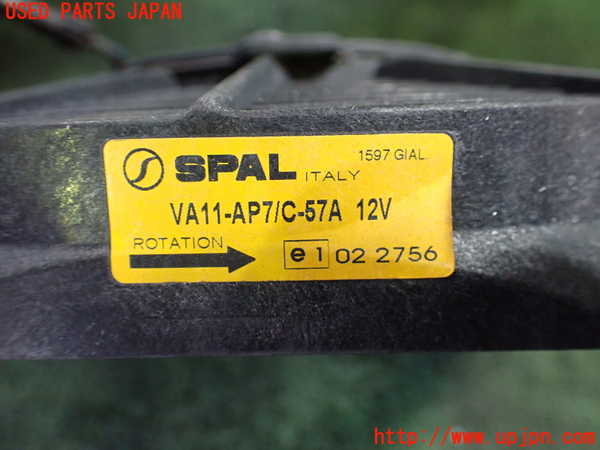 USED PARTS JAPAN
SPAL
ITALY
1597 GIAL.
VA11-AP7/C-57A 12V
ROTATION
e 1 02 2756
http://www.upjpn.com/